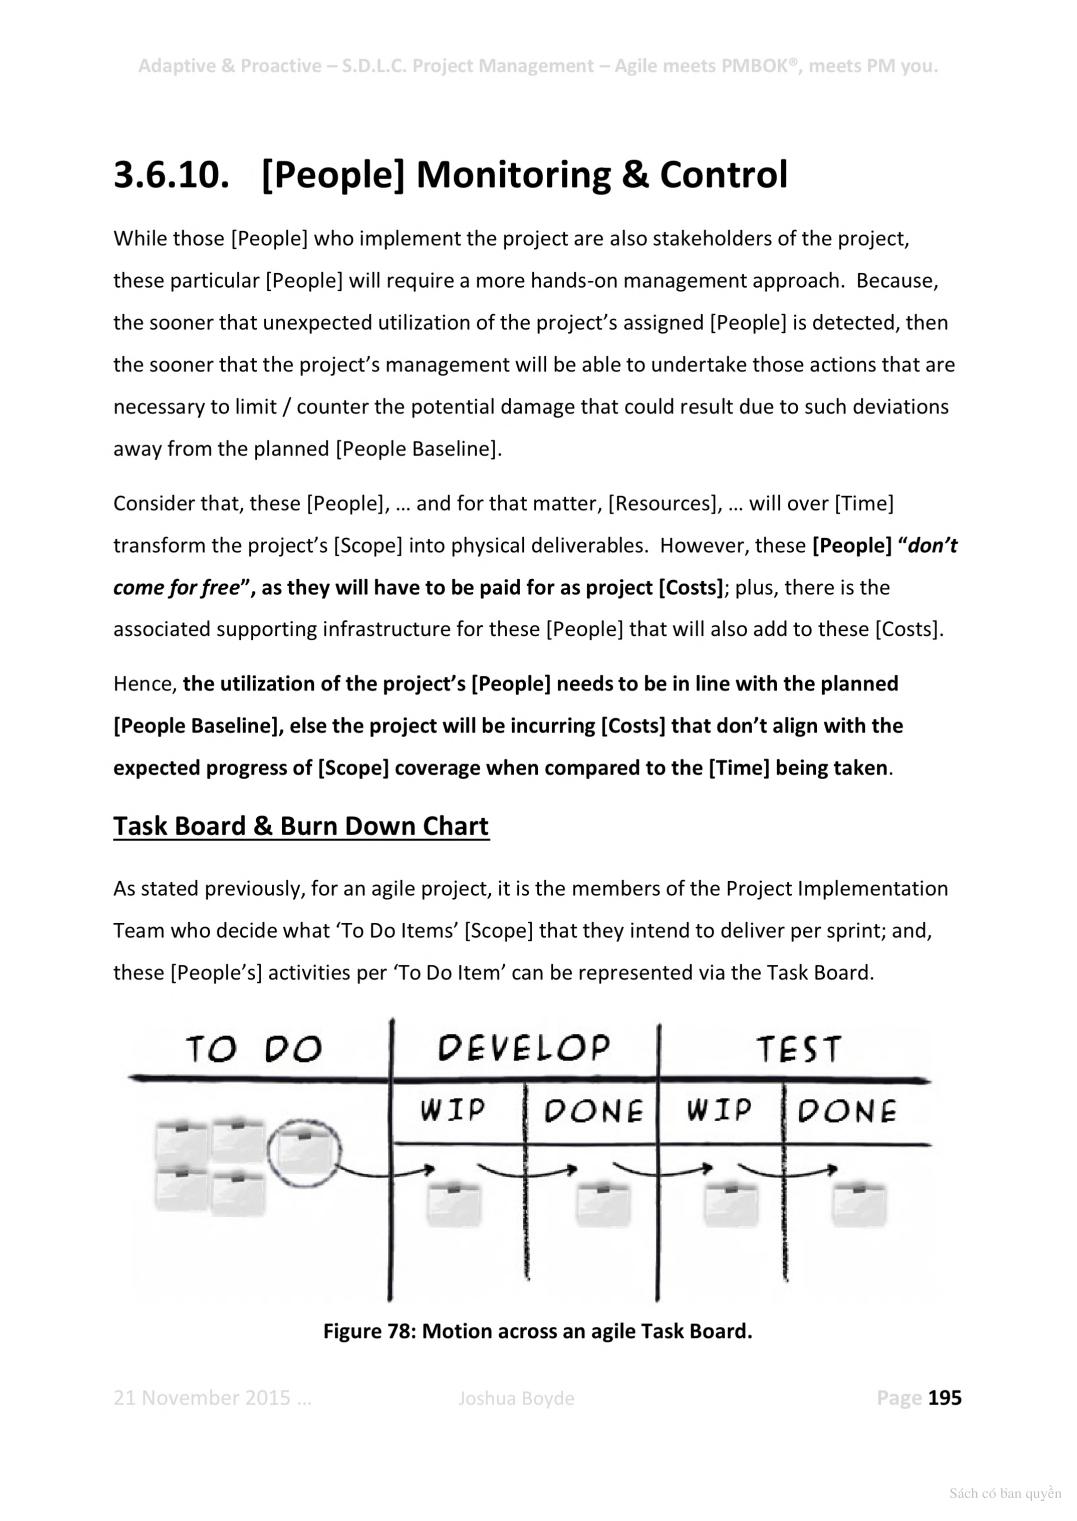 Adaptive & Proactive – S.D.L.C. Project Management – Agile meets PMBOK®, meets PM you.
3.6.10. [People] Monitoring & Control
While those [People] who implement the project are also stakeholders of the project,
these particular [People] will require a more hands-on management approach.  Because,
the sooner that unexpected utilization of the project’s assigned [People] is detected, then
the sooner that the project’s management will be able to undertake those actions that are
necessary to limit / counter the potential damage that could result due to such deviations
away from the planned [People Baseline].
Consider that, these [People], … and for that matter, [Resources], … will over [Time]
transform the project’s [Scope] into physical deliverables.  However, these [People] “don’t
come for free”, as they will have to be paid for as project [Costs]; plus, there is the
associated supporting infrastructure for these [People] that will also add to these [Costs].
Hence, the utilization of the project’s [People] needs to be in line with the planned
[People Baseline], else the project will be incurring [Costs] that don’t align with the
expected progress of [Scope] coverage when compared to the [Time] being taken.
Task Board & Burn Down Chart
As stated previously, for an agile project, it is the members of the Project Implementation
Team who decide what ‘To Do Items’ [Scope] that they intend to deliver per sprint; and,
these [People’s] activities per ‘To Do Item’ can be represented via the Task Board.
TO DO DEVELOP TEST
WIP DONE WIP DONE
Figure 78: Motion across an agile Task Board.
21 November 2015 … Joshua Boyde Page 195
Sách có bản quyền